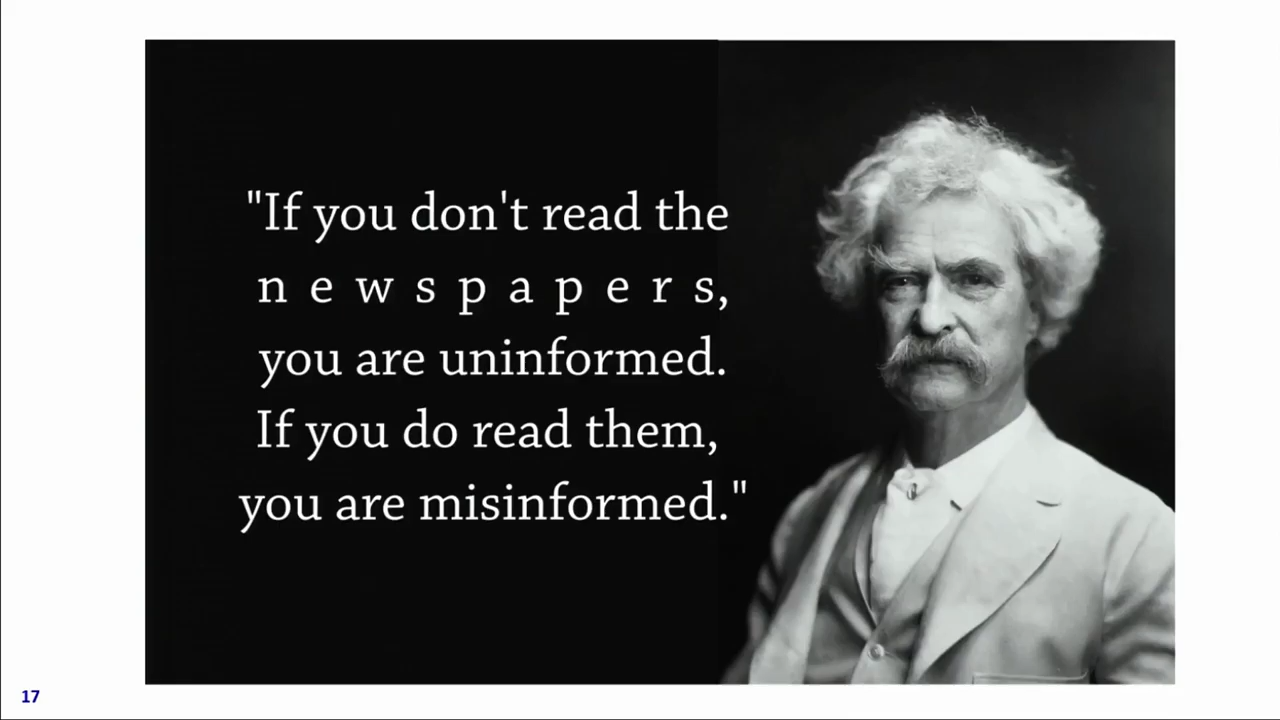 "If you don't read the
n e w s p a p e r s,
you are uninformed.
If you do read them,
you are misinformed."
17